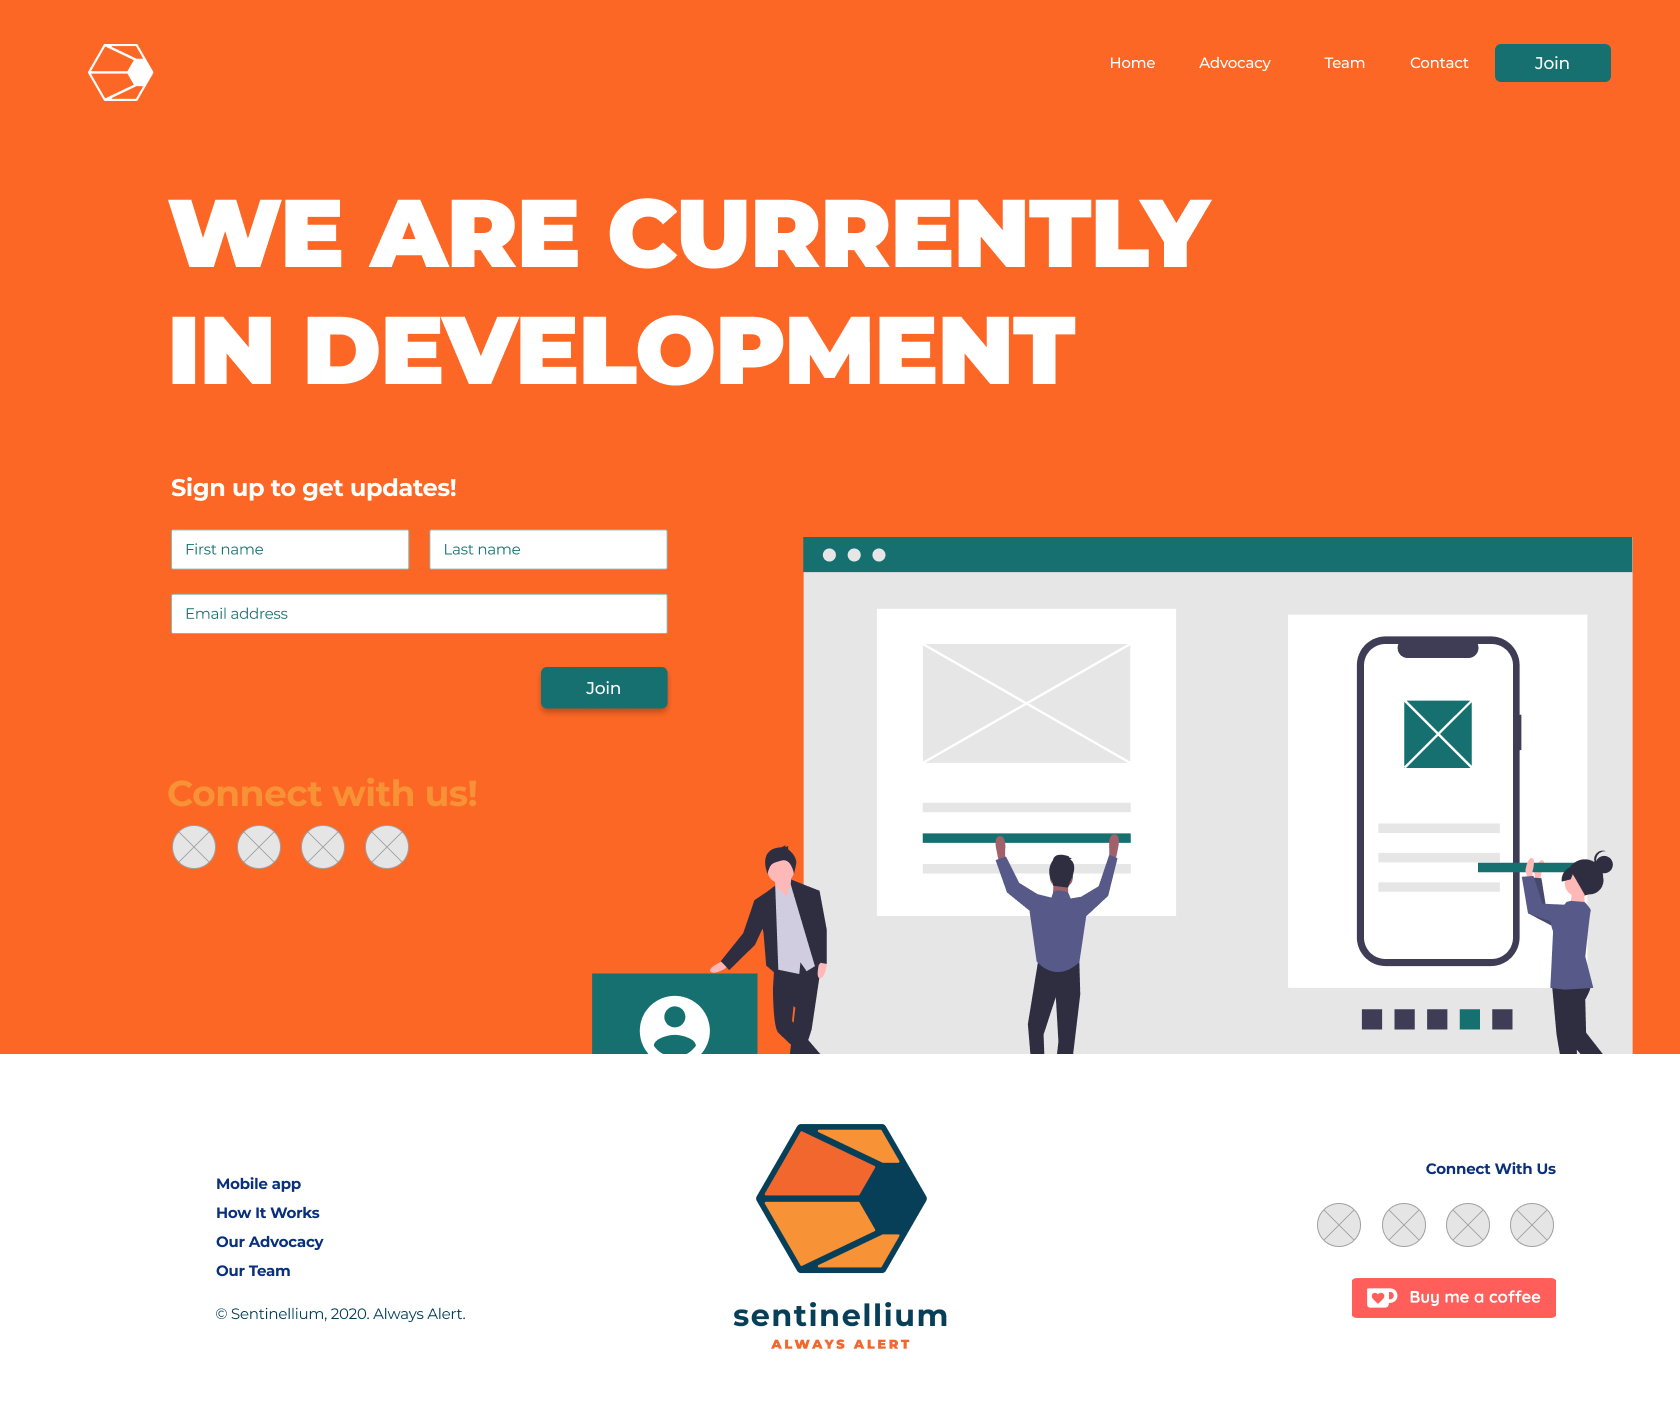 Home Advocacy Team Contact Join
WE ARE CURRENTLY
IN DEVELOPMENT
Sign up to get updates!
First name Last name
Email address
Join
Connect with us!
Mobile app
How It Works
Our Advocacy
Our Team
© Sentinellium, 2020. Always Alert.
sentinellium
ALWAYS ALERT
Connect With Us
Buy me a coffee